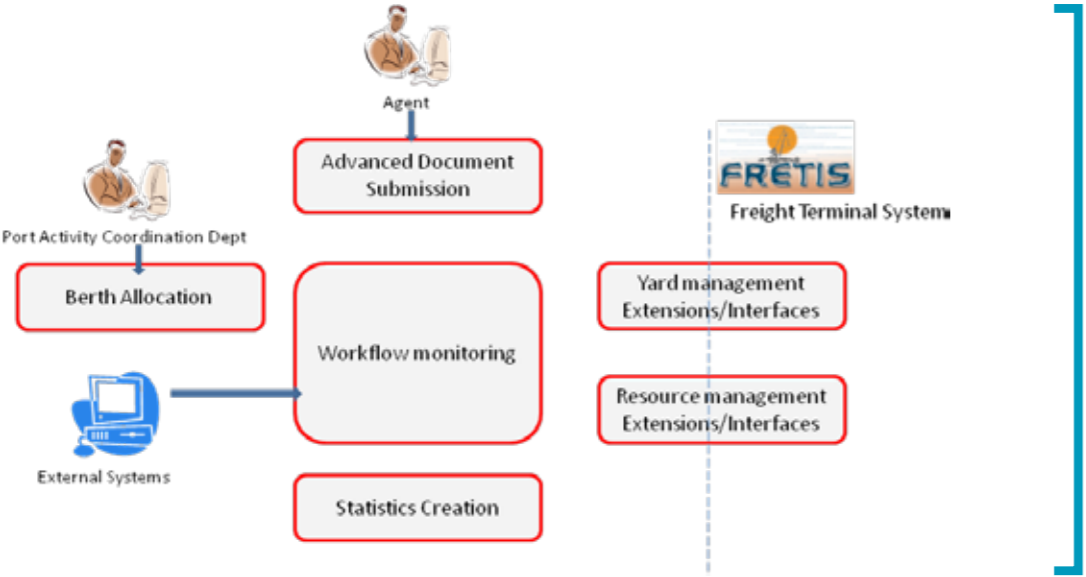 Agent
Advanced Document
Submission
FRETIS
Freight Terminal System
Port Activity Coordination Dept
Berth Allocation
Workflow monitoring
Yard management
Extensions/Interfaces
Resource management
Extensions/Interfaces
External Systems
Statistics Creation